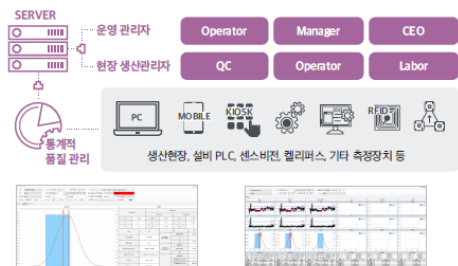 SERVER
운영 관리자
Operator
Manager
CEO
현장 생산관리자
QC
Operator
Labor
PC
MOBILE
KIOSK
RFID
통계적
품질 관리
생산현장, 설비 PLC, 센스비전, 켈리퍼스, 기타 측정장치 등